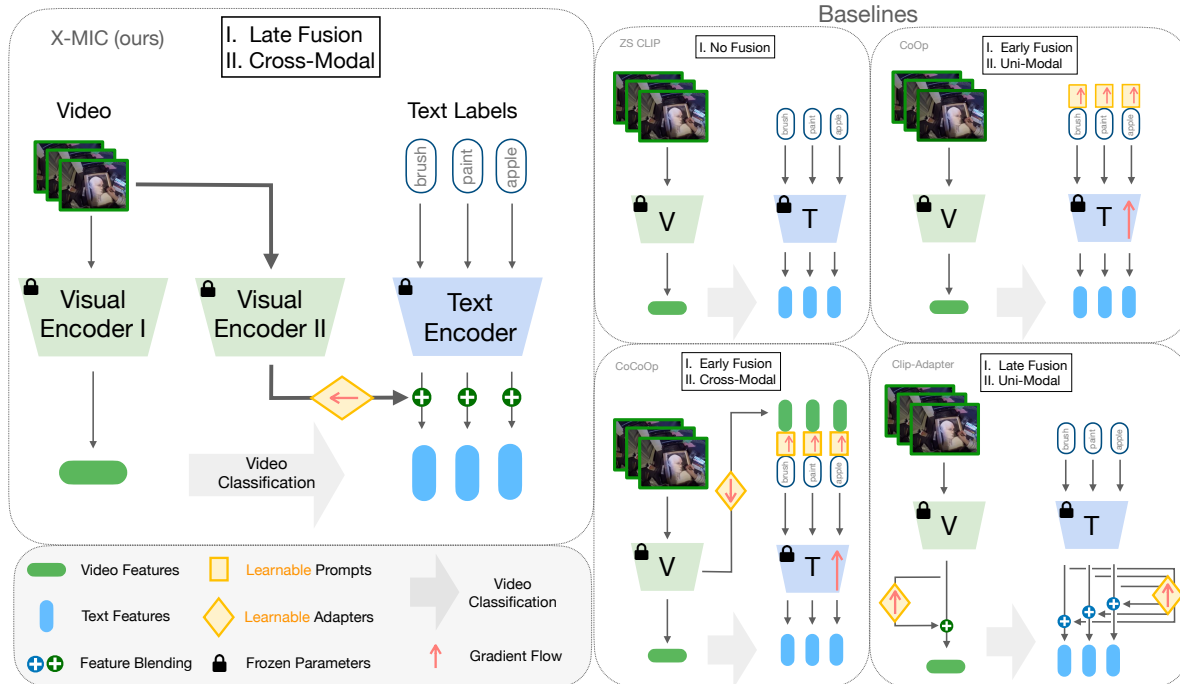 X-MIC (ours)
I. Late Fusion
II. Cross-Modal
Video
Text Labels
brush
paint
apple
Visual
Encoder I
Visual
Encoder II
Text
Encoder
Video
Classification
Video Features
Learnable Prompts
Text Features
Learnable Adapters
Feature Blending
Frozen Parameters
Video
Classification
Gradient Flow
Baselines
ZS CLIP
I. No Fusion
brush
paint
apple
V
T
CoOp
I. Early Fusion
II. Uni-Modal
brush
paint
apple
V
T
CoCoOp
I. Early Fusion
II. Cross-Modal
brush
paint
apple
V
T
Clip-Adapter
I. Late Fusion
II. Uni-Modal
brush
paint
apple
V
T